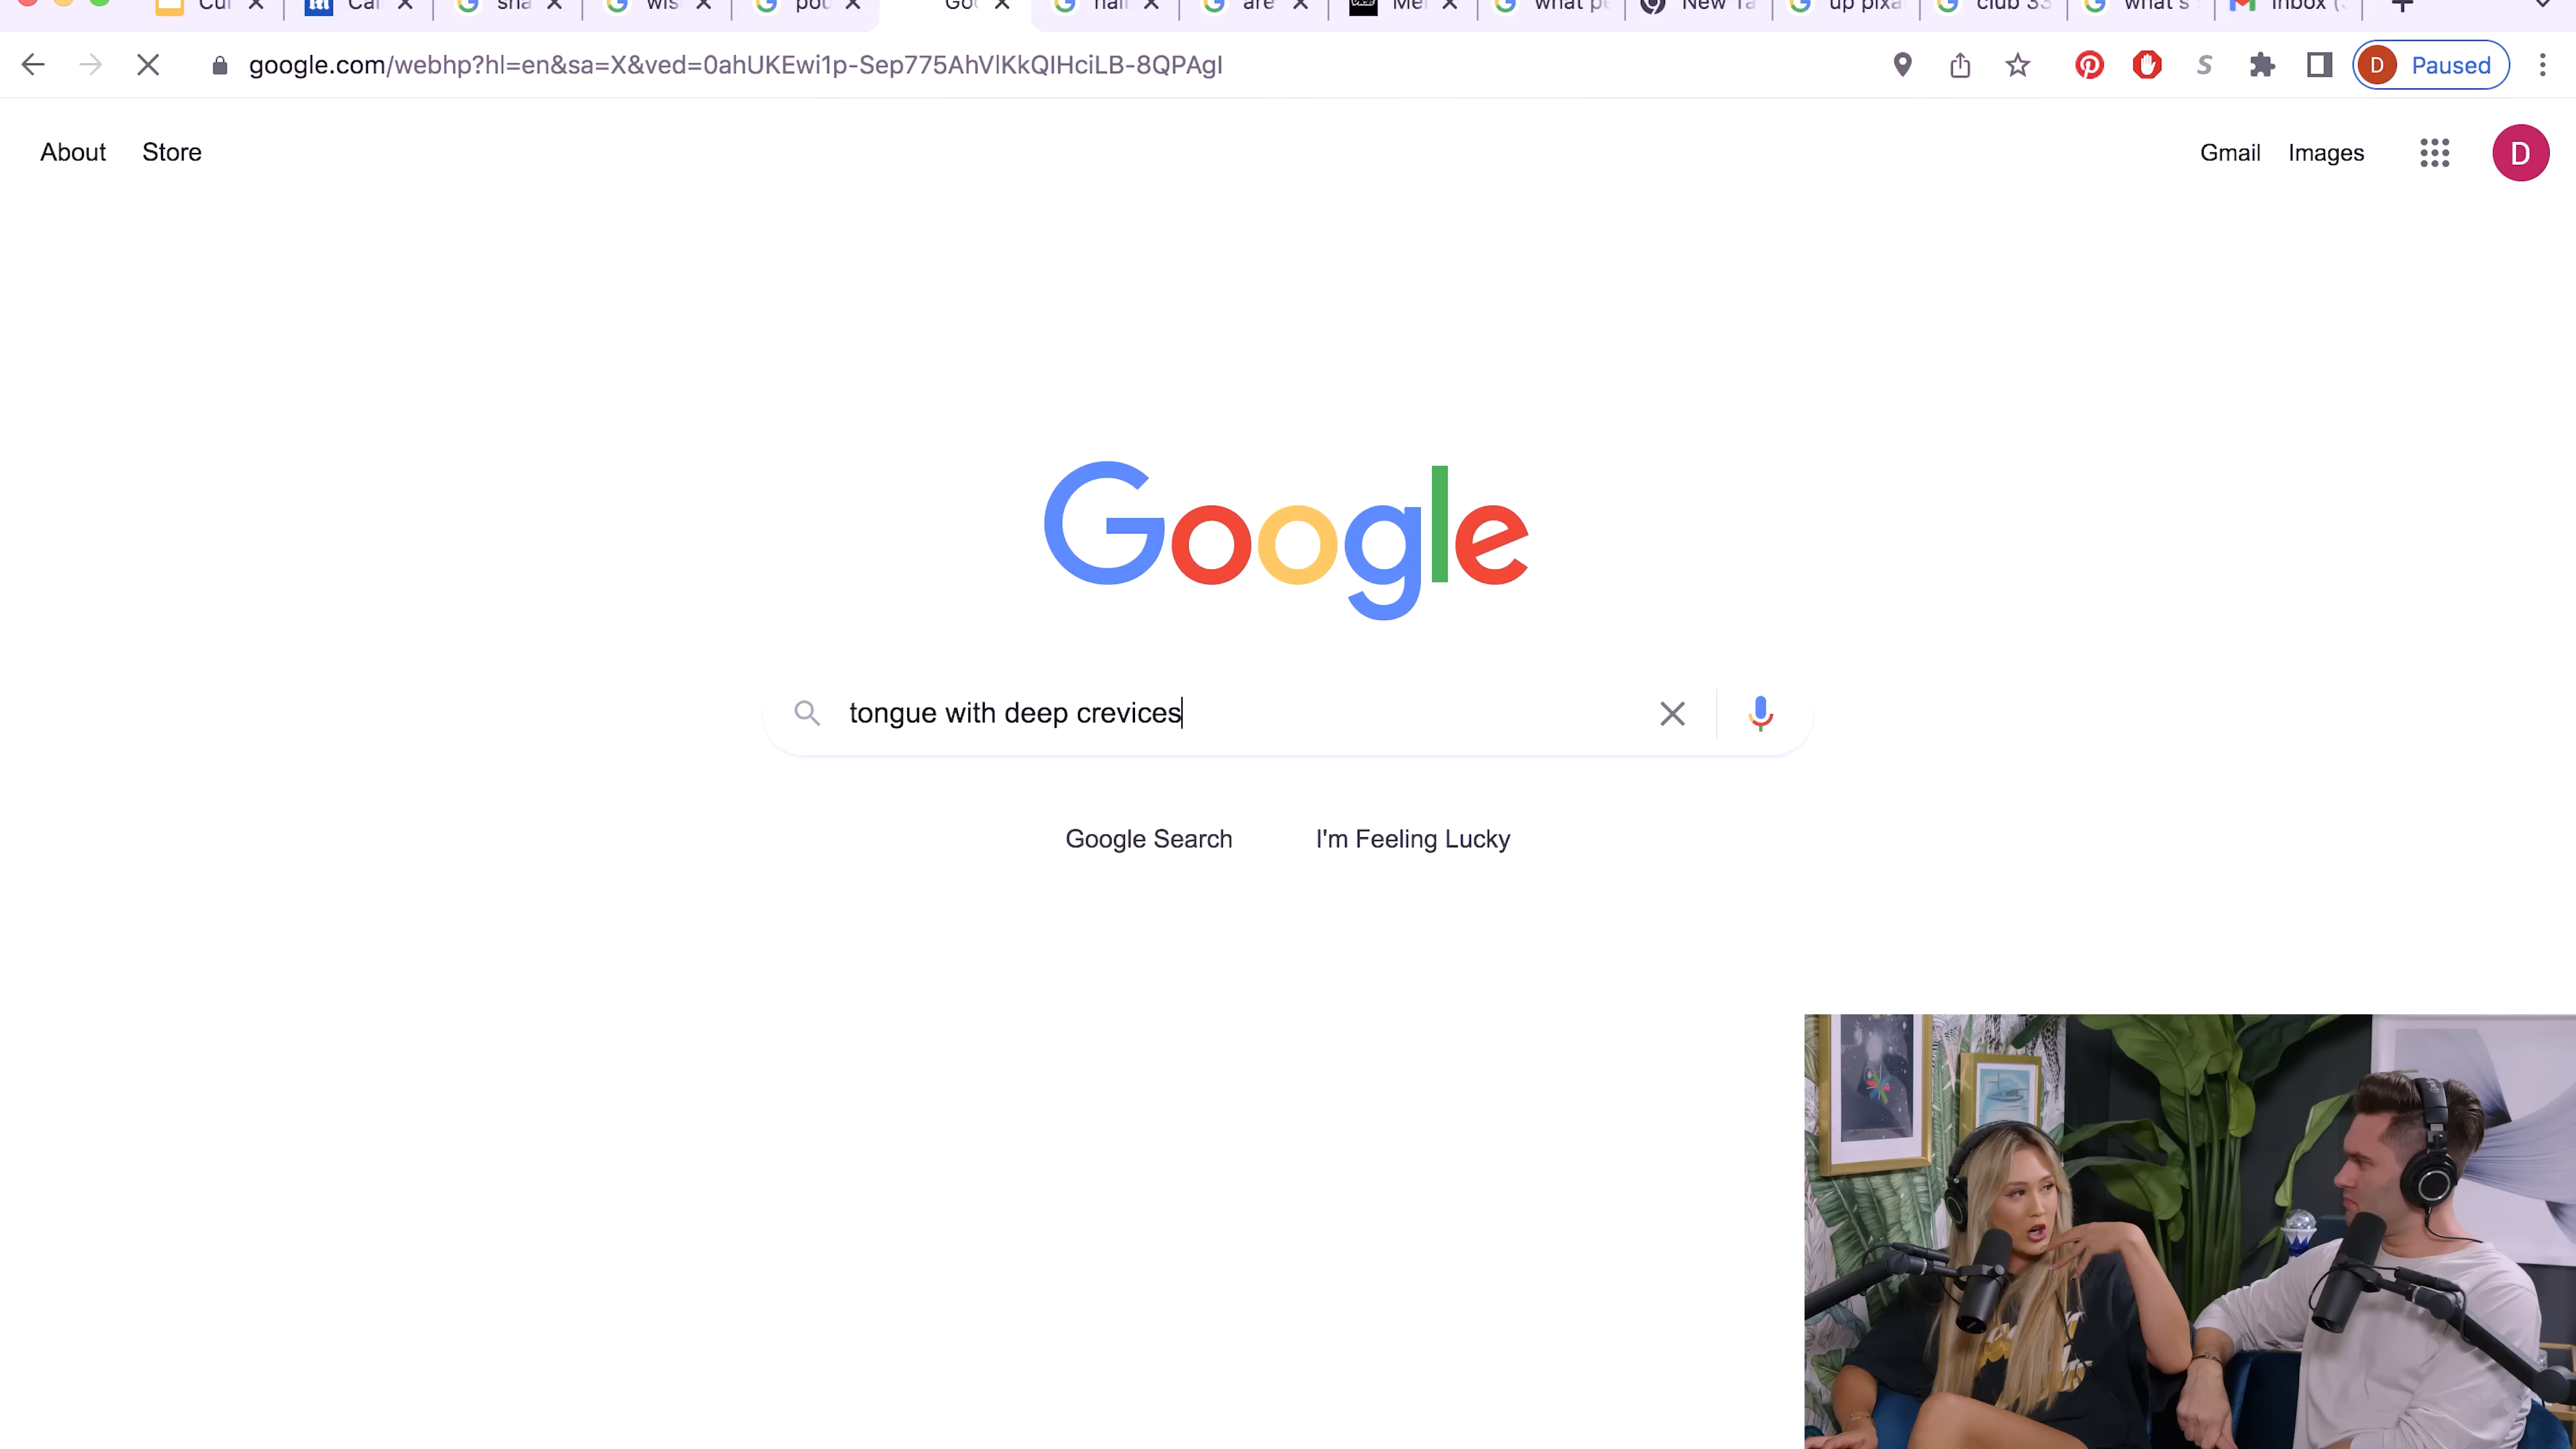 google.com/webhp?hl=en&sa=X&ved=0ahUKEwi1p-Sep775AhVlKkQIHciLB-8QPAgI
D Paused
About Store
Gmail Images D
Google
tongue with deep crevices
Google Search I'm Feeling Lucky